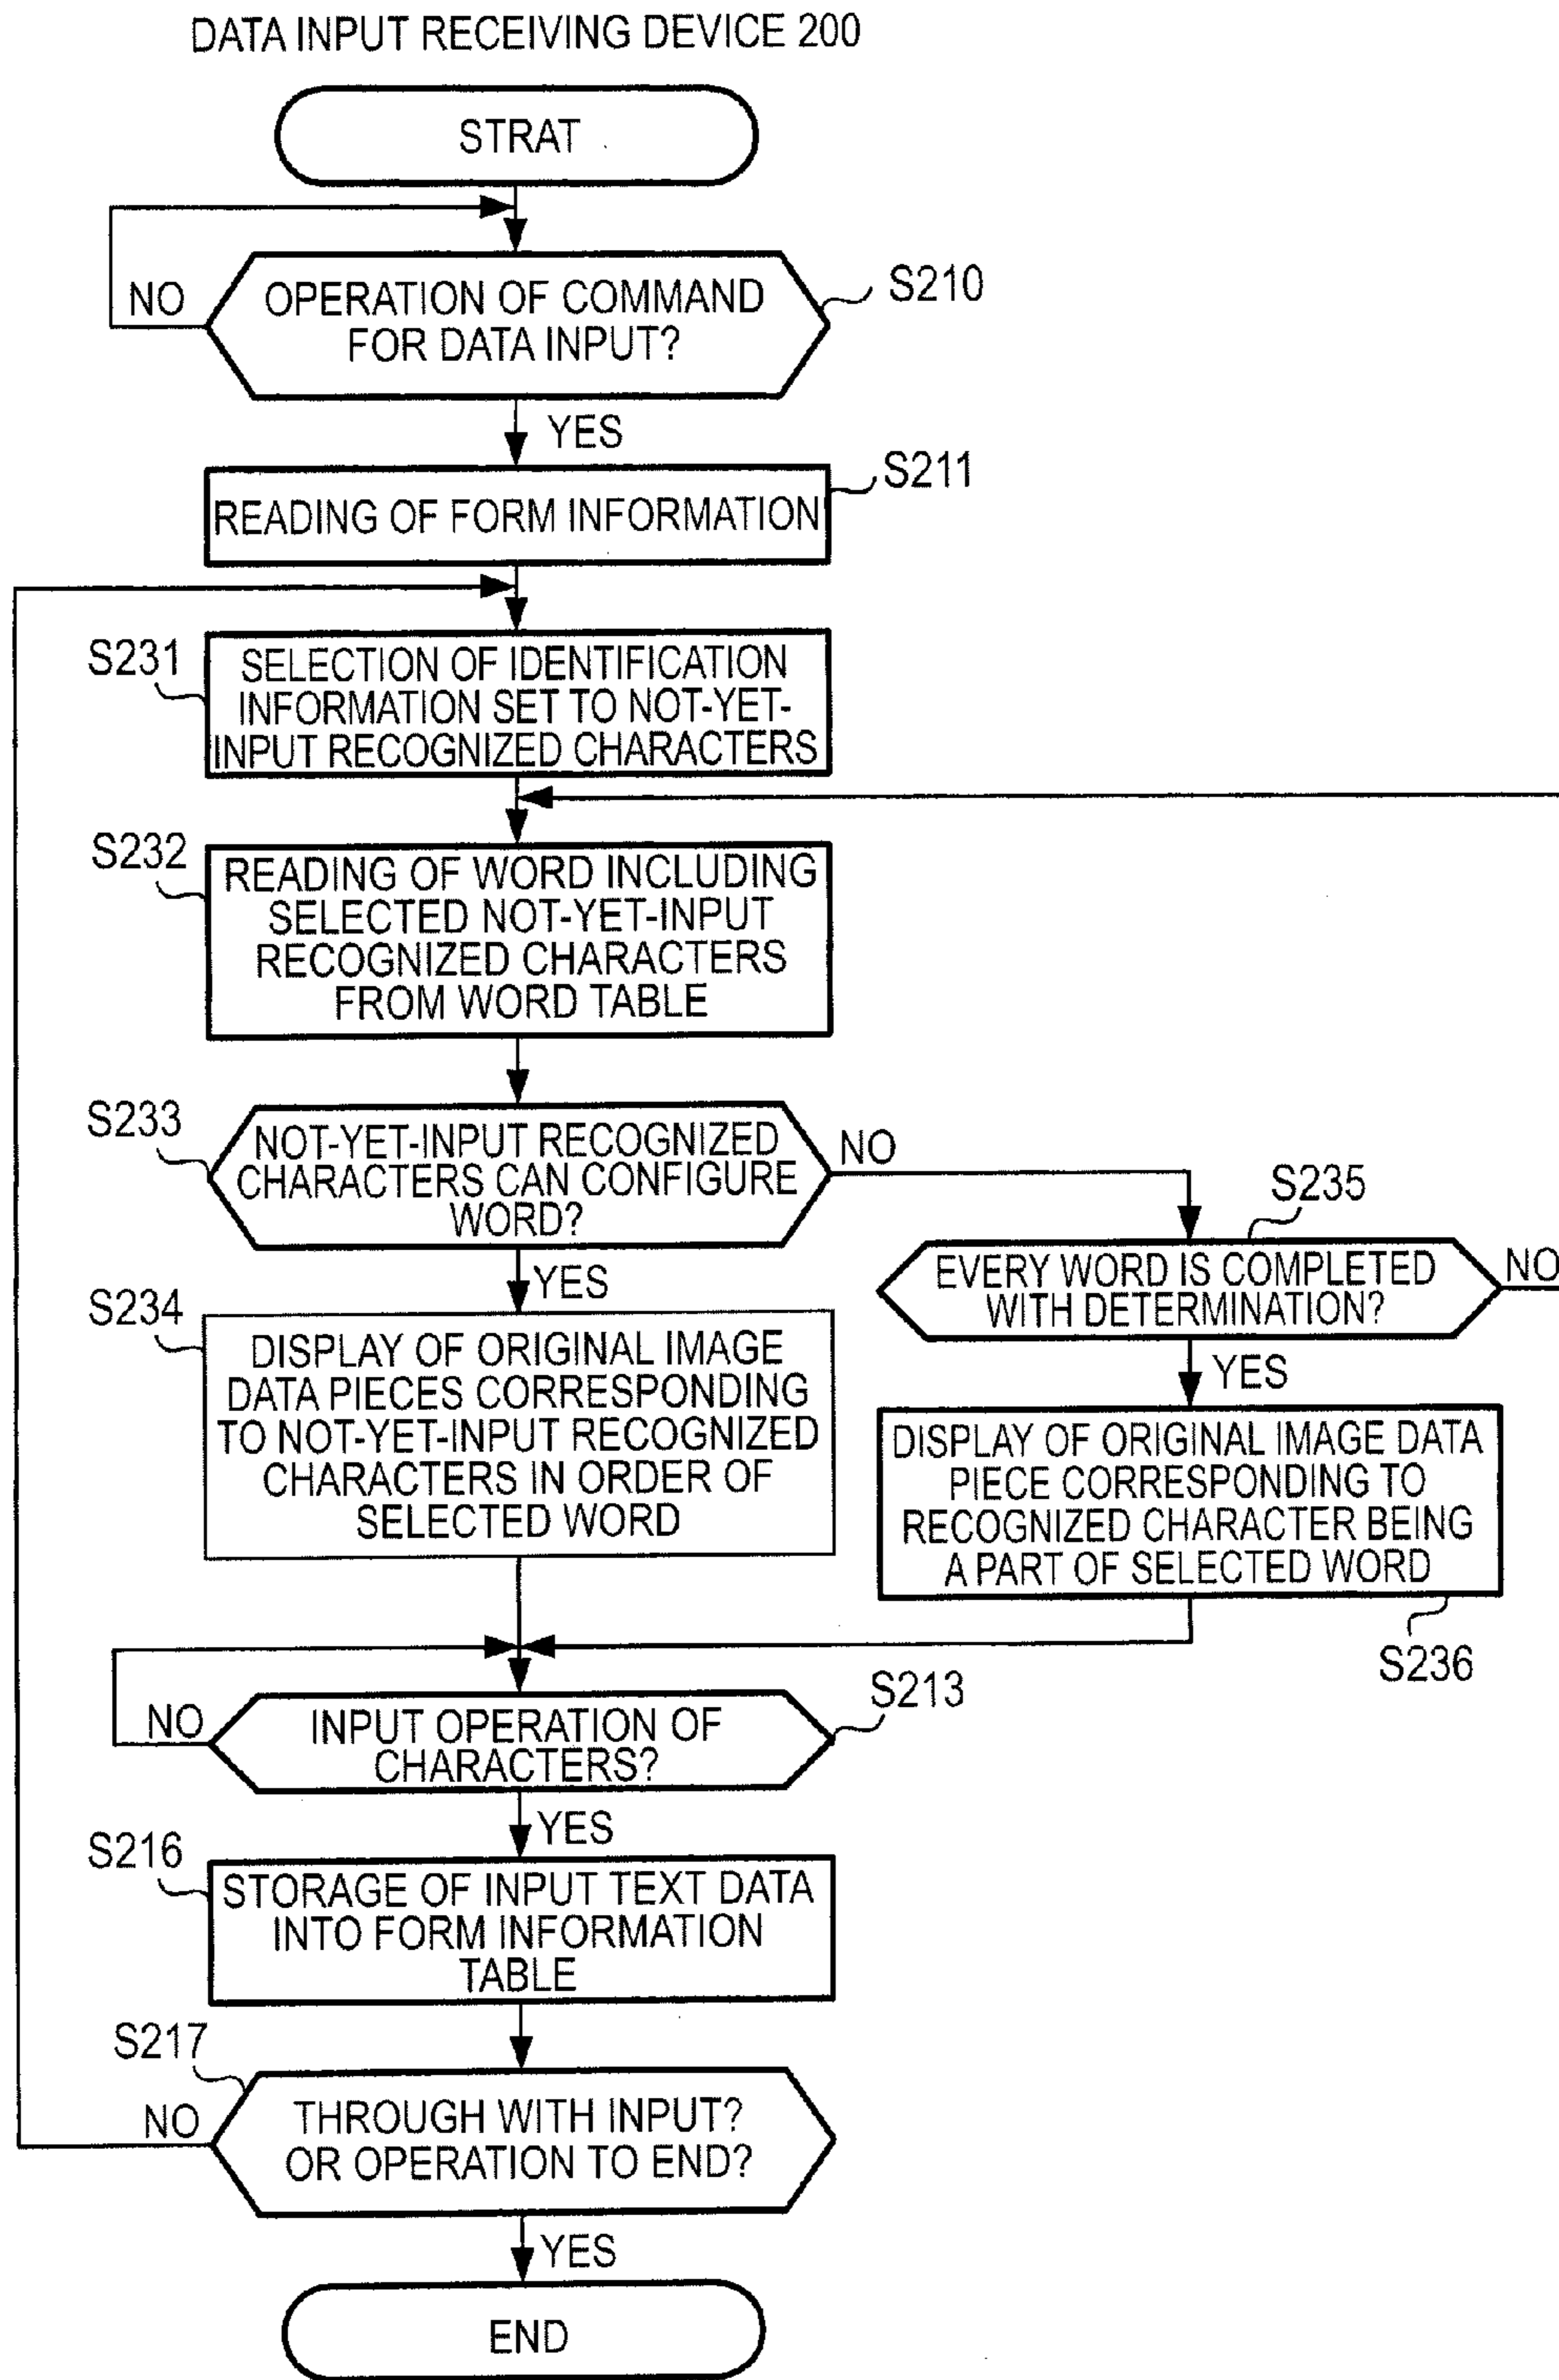 DATA INPUT RECEIVING DEVICE 200
STRAT
NO
OPERATION OF COMMAND
FOR DATA INPUT?
S210
YES
S211
READING OF FORM INFORMATION
S231
SELECTION OF IDENTIFICATION
INFORMATION SET TO NOT-YET-
INPUT RECOGNIZED CHARACTERS
S232
READING OF WORD INCLUDING
SELECTED NOT-YET-INPUT
RECOGNIZED CHARACTERS
FROM WORD TABLE
S233
NOT-YET-INPUT RECOGNIZED
CHARACTERS CAN CONFIGURE
WORD?
NO
S235
EVERY WORD IS COMPLETED
WITH DETERMINATION?
NO
YES
S234
DISPLAY OF ORIGINAL IMAGE
DATA PIECES CORRESPONDING
TO NOT-YET-INPUT RECOGNIZED
CHARACTERS IN ORDER OF
SELECTED WORD
YES
DISPLAY OF ORIGINAL IMAGE DATA
PIECE CORRESPONDING TO
RECOGNIZED CHARACTER BEING
A PART OF SELECTED WORD
S236
S213
NO
INPUT OPERATION OF
CHARACTERS?
YES
S216
STORAGE OF INPUT TEXT DATA
INTO FORM INFORMATION
TABLE
S217
NO
THROUGH WITH INPUT?
OR OPERATION TO END?
YES
END